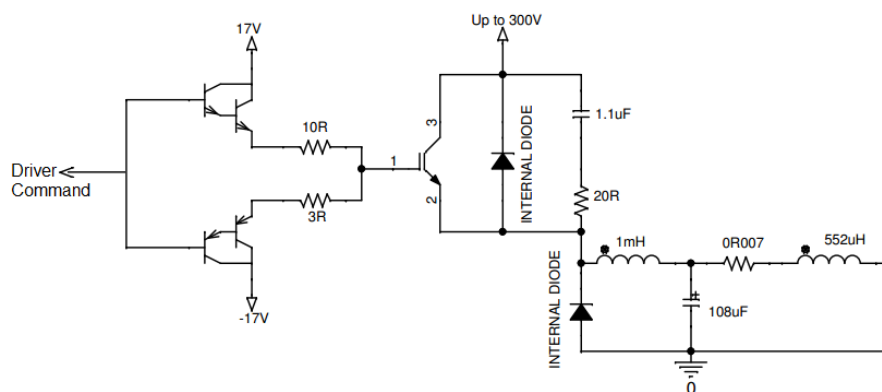 17V
Up to 300V
10R
3
1
2
INTERNAL DIODE
1.1uF
20R
Driver
Command
3R
-17V
INTERNAL DIODE
1mH
0R007
552uH
+
108uF
0